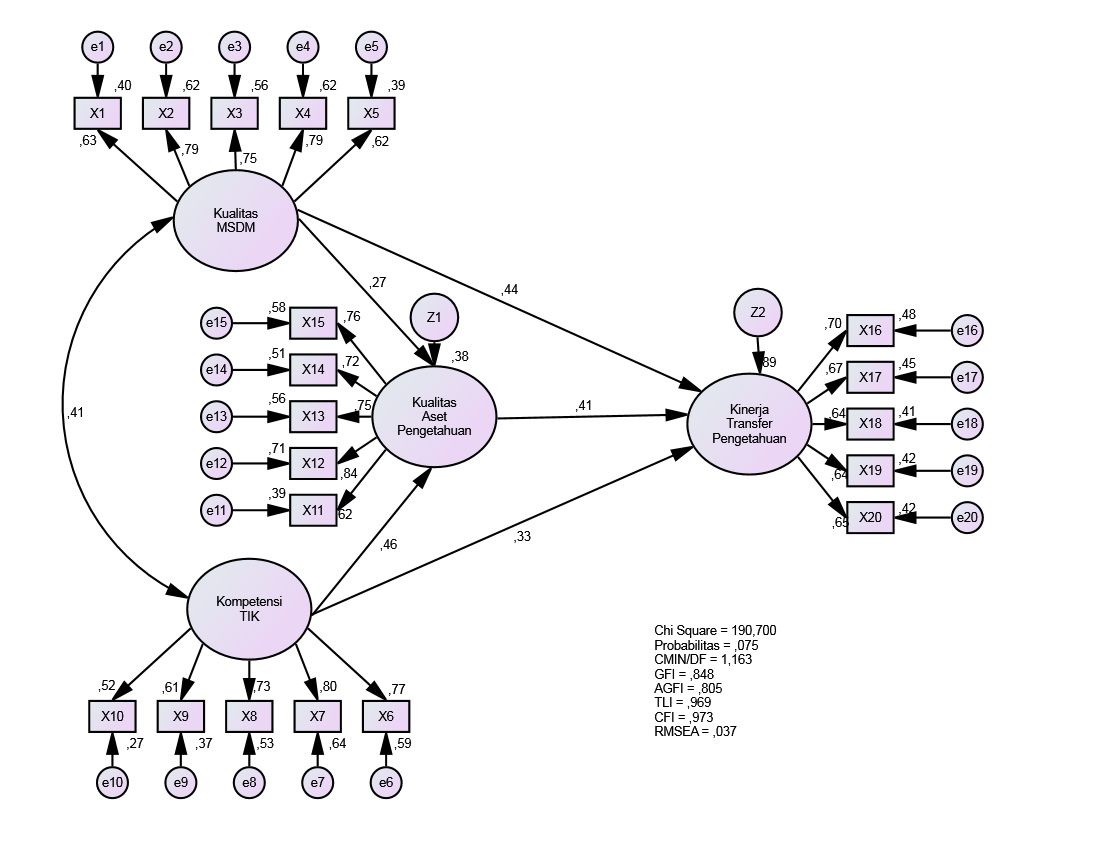 e1 e2 e3 e4 e5
,40 ,62 ,56 ,62 ,39
X1 X2 X3 X4 X5
,63 ,79 ,75 ,79 ,62
Kualitas
MSDM
,27
,44
,41
Z1
,38
Z2
,89
e15 ,58 X15 ,76
e14 ,51 X14 ,72
e13 ,56 X13 ,75
e12 ,71 X12 ,84
e11 ,39 X11 ,62
Kualitas
Aset
Pengetahuan
,41
Kinerja
Transfer
Pengetahuan
,70 X16 ,48 e16
,67 X17 ,45 e17
,64 X18 ,41 e18
,64 X19 ,42 e19
,65 X20 ,42 e20
,46
,33
Kompetensi
TIK
,52 ,61 ,73 ,80 ,77
X10 X9 X8 X7 X6
,27 ,37 ,53 ,64 ,59
e10 e9 e8 e7 e6
Chi Square = 190,700
Probabilitas = ,075
CMIN/DF = 1,163
GFI = ,848
AGFI = ,805
TLI = ,969
CFI = ,973
RMSEA = ,037